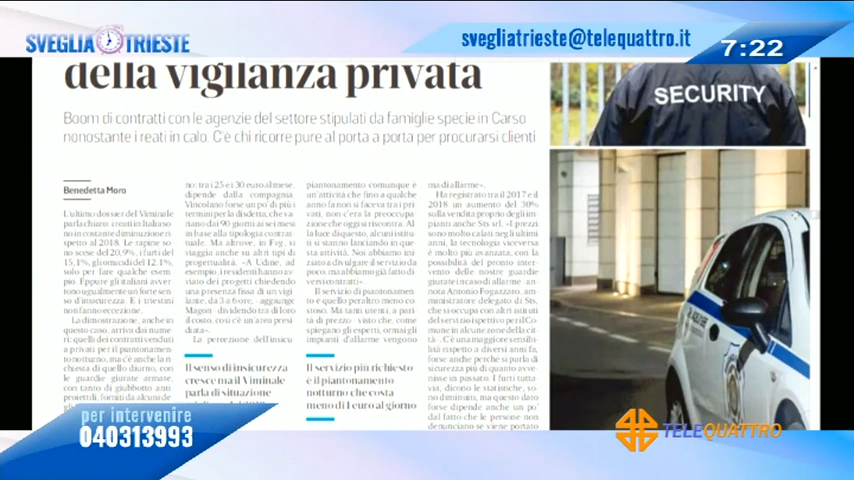 SVEGLIA TRIESTE
svegliatrieste@telequattro.it
7:22
della vigilanza privata
Boom di contratti con le agenzie del settore stipulati da famiglie specie in Carso
nonostante i reati in calo. C'è chi ricorre pure al porta a porta per procurarsi clienti
SECURITY
Benedetta Moro
L'ultimo dossier del Viminale
parla chiaro: i reati in Italia so-
no in costante diminuzione ri-
spetto al 2018. Le rapine so-
no scese del 20,9%, i furti del
15,1%, gli omicidi del 12,1%,
solo per fare qualche esem-
pio. Eppure gli italiani avver-
tono ugualmente un forte sen-
so d'insicurezza. E i triestini
non fanno eccezione.
La dimostrazione, anche in
questo caso, arriva dai nu-
meri: quelli dei contratti venduti
a privati per il piantonamento
notturno, ma c'è anche la ri-
chiesta di quello diurno, con
le guardie giurate armate,
con tanto di giubbotto anti
proiettili, forniti da alcuni de-
gli
no: tra i 25 ei 30 euro al mese,
dipende dalla compagnia.
Vincolano forse un po' di più i
termini per la disdetta, che va-
riano dai 90 giorni ai sei mesi
in base alla tipologia contrat-
tuale. Ma altrove, in Fvg, si
viaggia anche su altri tipi di
progettualità. «A Udine, ad
esempio, i residenti hanno av-
viato dei progetti chiedendo
una presenza fissa di un vigi-
lante, da 3 a 6 ore, –aggiunge
Magon– dividendo tra di loro
il costo, così c'è un'area presi-
diata».
La percezione dell'insicu
Il senso di insicurezza
cresce ma il Viminale
parla di situazione
piantonamento comunque è
un'attività che fino a qualche
anno fa non si faceva tra i pri-
vati, non c'era la preoccupa-
zione che oggi si riscontra. Al-
la luce di questo, alcuni istitu-
ti si stanno lanciando in que-
sta attività. Noi abbiamo ini-
ziato a divulgare il servizio da
poco, ma abbiamo già fatto di-
versi contratti».
Il servizio di piantonamen-
to è quello peraltro meno co-
stoso. Ma tanti utenti, a pari-
tà di prezzo - visto che, come
spiegano gli esperti, ormai gli
impianti d'allarme vengono
Il servizio più richiesto
è il piantonamento
notturno che costa
meno di 1 euro al giorno
ma di allarme».
Ha registrato tra il 2017 e il
2018 un aumento del 30%
sulla vendita proprio degli im-
pianti anche Sts srl. «I prezzi
sono molto calati negli ultimi
anni, la tecnologia viceversa
è molto più avanzata, con la
possibilità del pronto inter-
vento delle nostre guardie
giurate in caso di allarme- an-
nota Antonio Fogazzaro, am-
ministratore delegato di Sts,
che si occupa con altri istituti
del servizio ispettivo per il Co-
mune in alcune zone della cit-
tà -. C'è una maggiore sensibi-
lità rispetto a diversi anni fa,
forse anche perché si parla di
sicurezza più di quanto avve-
nisse in passato. I furti tutta-
via, dicono le statistiche, so-
no diminuiti, ma questo dato
forse dipende anche un po'
dal fatto che le persone non
denunciano se viene portato
per intervenire
040313993
TELEQUATTRO